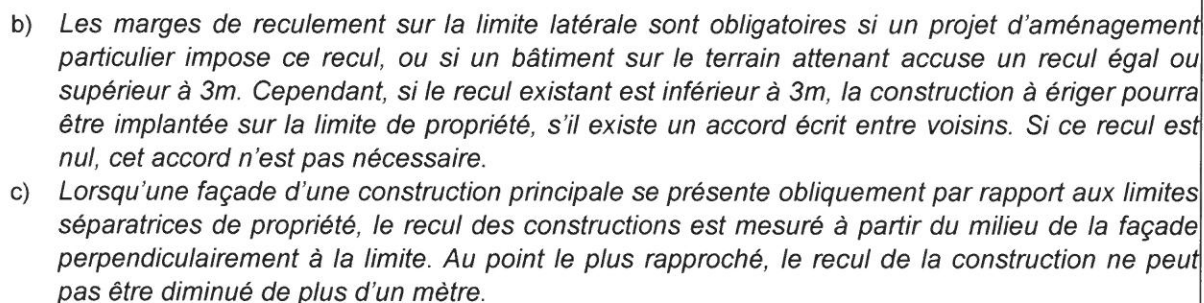 b) Les marges de reculement sur la limite latérale sont obligatoires si un projet d'aménagement
particulier impose ce recul, ou si un bâtiment sur le terrain attenant accuse un recul égal ou
supérieur à 3m. Cependant, si le recul existant est inférieur à 3m, la construction à ériger pourra
être implantée sur la limite de propriété, s'il existe un accord écrit entre voisins. Si ce recul est
nul, cet accord n'est pas nécessaire.
c) Lorsqu'une façade d'une construction principale se présente obliquement par rapport aux limites
séparatrices de propriété, le recul des constructions est mesuré à partir du milieu de la façade
perpendiculairement à la limite. Au point le plus rapproché, le recul de la construction ne peut
pas être diminué de plus d'un mètre.